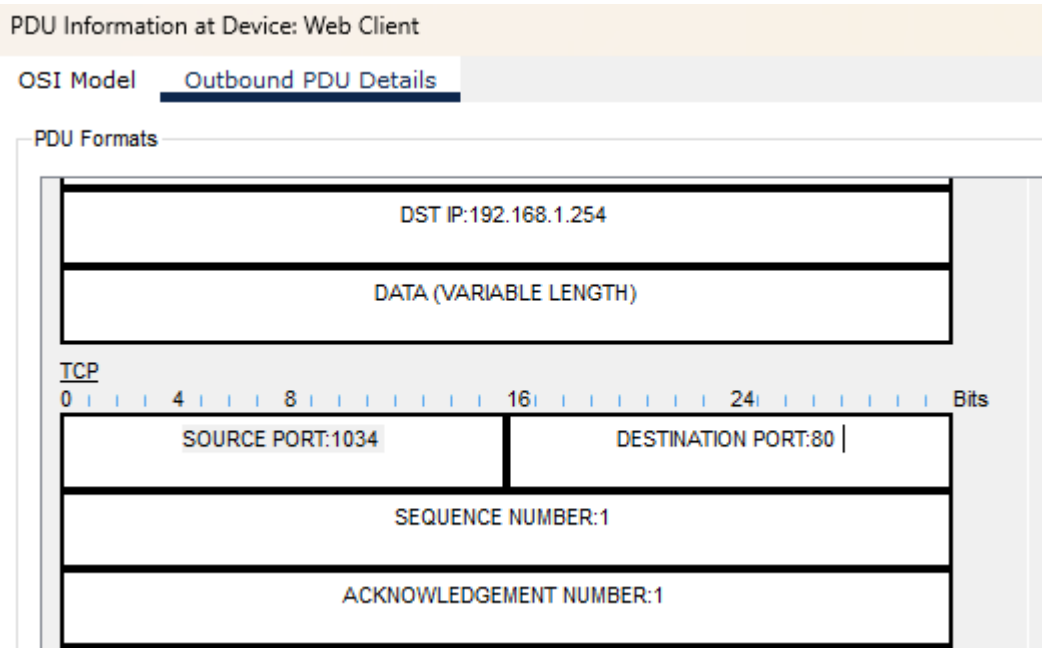 PDU Information at Device: Web Client
OSI Model Outbound PDU Details
PDU Formats
DST IP:192.168.1.254
DATA (VARIABLE LENGTH)
TCP
0 4 8 16 24 Bits
SOURCE PORT:1034 DESTINATION PORT:80
SEQUENCE NUMBER:1
ACKNOWLEDGEMENT NUMBER:1